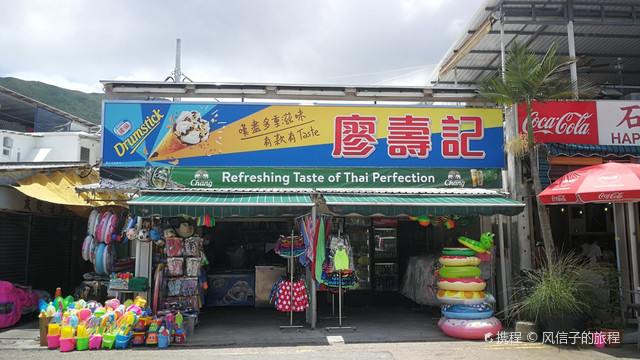 Drumstick
嚐盡多重滋味
有款有Taste
廖壽記
Coca-Cola
石
HAPP
Chang
Refreshing Taste of Thai Perfection
Chang
Coca-Cola
携程 © 风信子的旅程